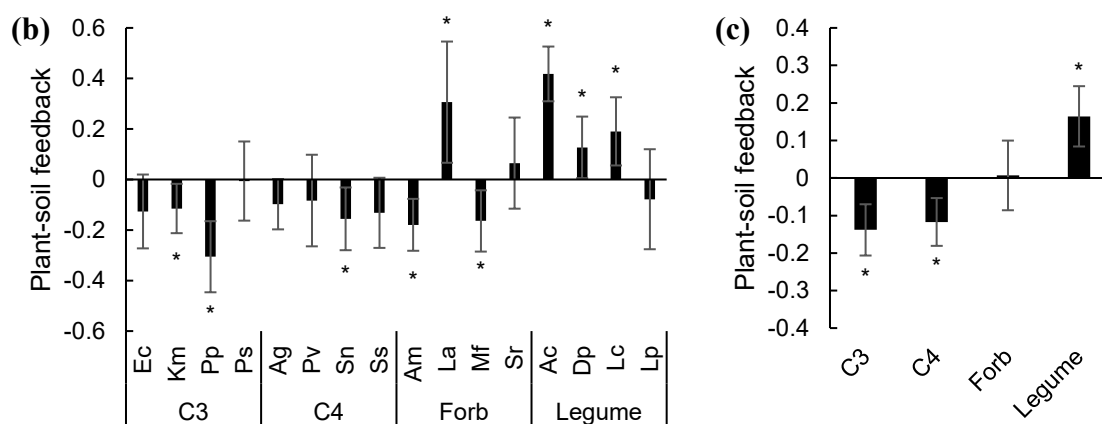 (b)
Plant-soil feedback
0.6
0.4
0.2
0
-0.2
-0.4
-0.6
* * * * * * * * *
Ec Km Pp Ps Ag Pv Sn Ss Am La Mf Sr Ac Dp Lc Lp
C3 C4 Forb Legume
(c)
Plant-soil feedback
0.4
0.3
0.2
0.1
0
-0.1
-0.2
-0.3
-0.4
* * *
C3 C4 Forb Legume